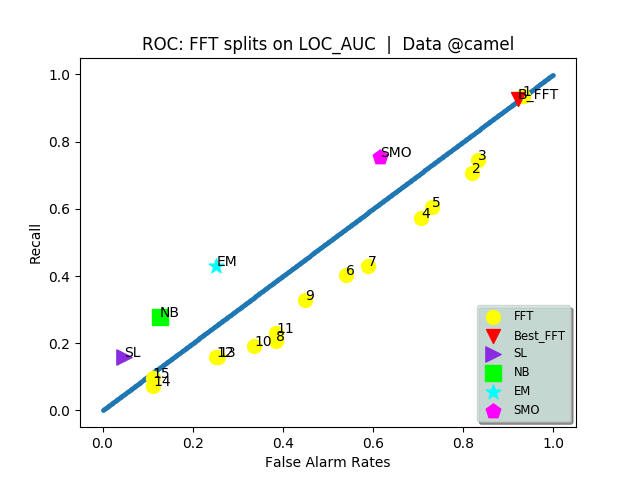 ROC: FFT splits on LOC_AUC | Data @camel
Recall
1.0
0.8
0.6
0.4
0.2
0.0
1
B_FFT
SMO
3
2
5
4
EM
7
6
9
NB
11
8
10
SL
12
13
15
14
FFT
Best_FFT
SL
NB
EM
SMO
0.0 0.2 0.4 0.6 0.8 1.0
False Alarm Rates